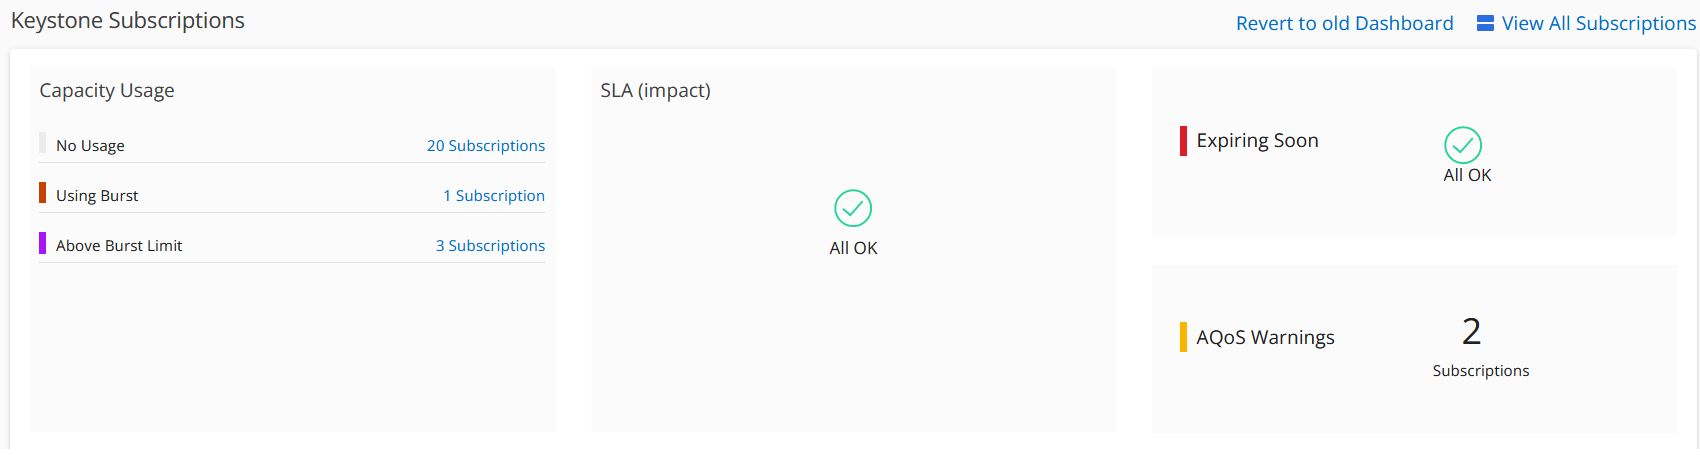 Keystone Subscriptions
Revert to old Dashboard
View All Subscriptions
Capacity Usage
No Usage
20 Subscriptions
Using Burst
1 Subscription
Above Burst Limit
3 Subscriptions
SLA (impact)
All OK
Expiring Soon
All OK
AQoS Warnings
2
Subscriptions